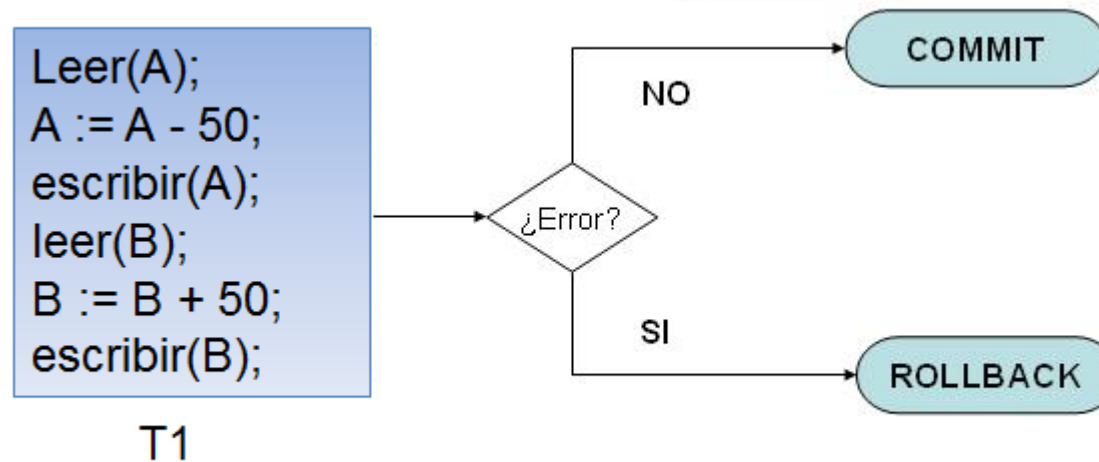 Leer(A);
A := A - 50;
escribir(A);
leer(B);
B := B + 50;
escribir(B);
T1
¿Error?
NO
COMMIT
SI
ROLLBACK